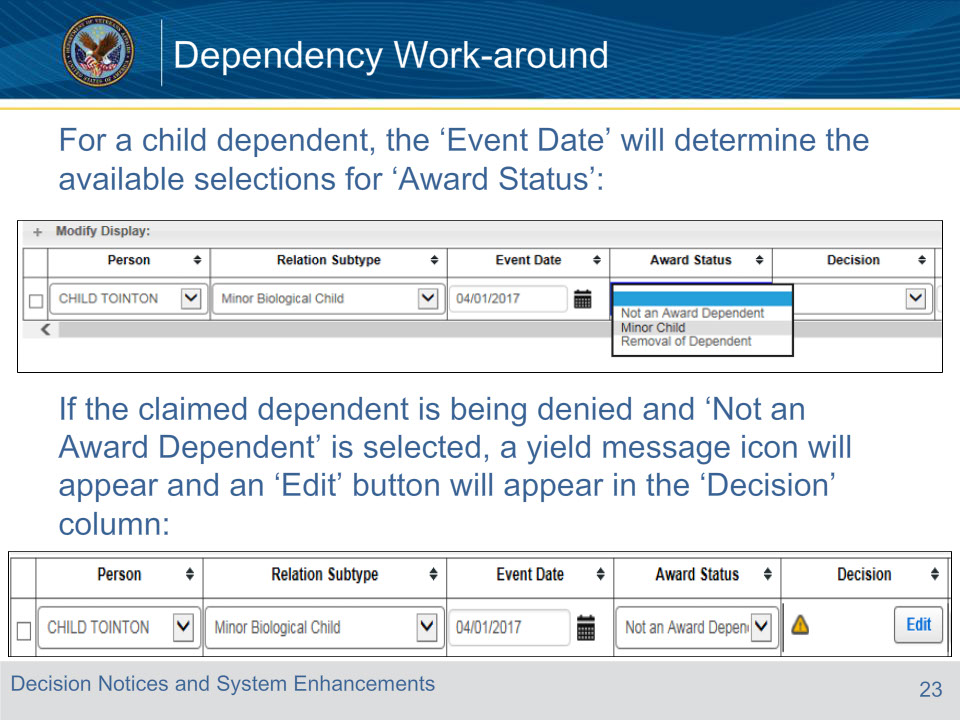 Dependency Work-around
For a child dependent, the ‘Event Date’ will determine the
available selections for ‘Award Status’:
+ Modify Display:
Person Relation Subtype Event Date Award Status Decision
CHILD TOINTON Minor Biological Child 04/01/2017
Not an Award Dependent
Minor Child
Removal of Dependent
If the claimed dependent is being denied and ‘Not an
Award Dependent’ is selected, a yield message icon will
appear and an ‘Edit’ button will appear in the ‘Decision’
column:
Person Relation Subtype Event Date Award Status Decision
CHILD TOINTON Minor Biological Child 04/01/2017 Not an Award Depen Edit
Decision Notices and System Enhancements
23